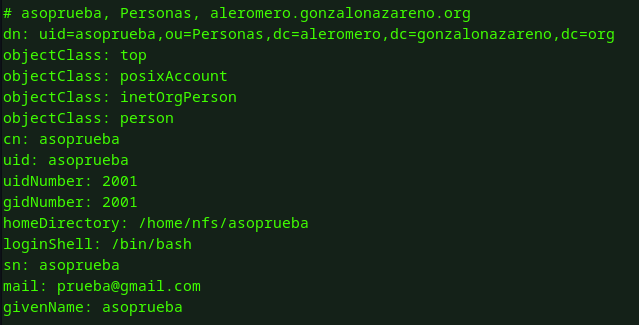 # asoprueba, Personas, aleromero.gonzalonazareno.org
dn: uid=asoprueba,ou=Personas,dc=aleromero,dc=gonzalonazareno,dc=org
objectClass: top
objectClass: posixAccount
objectClass: inetOrgPerson
objectClass: person
cn: asoprueba
uid: asoprueba
uidNumber: 2001
gidNumber: 2001
homeDirectory: /home/nfs/asoprueba
loginShell: /bin/bash
sn: asoprueba
mail: prueba@gmail.com
givenName: asoprueba